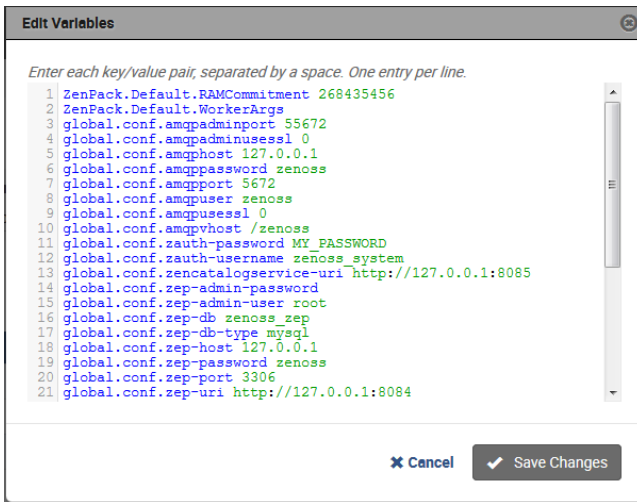 Edit Variables
Enter each key/value pair, separated by a space. One entry per line.
1 ZenPack.Default.RAMCommitment 268435456
2 ZenPack.Default.WorkerArgs
3 global.conf.amqpadminport 55672
4 global.conf.amqpadminusessl 0
5 global.conf.amqphost 127.0.0.1
6 global.conf.amqppassword zenoss
7 global.conf.amqpport 5672
8 global.conf.amqpuser zenoss
9 global.conf.amqpusessl 0
10 global.conf.amqpvhost /zenoss
11 global.conf.zauth-password MY_PASSWORD
12 global.conf.zauth-username zenoss_system
13 global.conf.zencatalogservice-uri http://127.0.0.1:8085
14 global.conf.zep-admin-password
15 global.conf.zep-admin-user root
16 global.conf.zep-db zenoss_zep
17 global.conf.zep-db-type mysql
18 global.conf.zep-host 127.0.0.1
19 global.conf.zep-password zenoss
20 global.conf.zep-port 3306
21 global.conf.zep-uri http://127.0.0.1:8084
Cancel
Save Changes